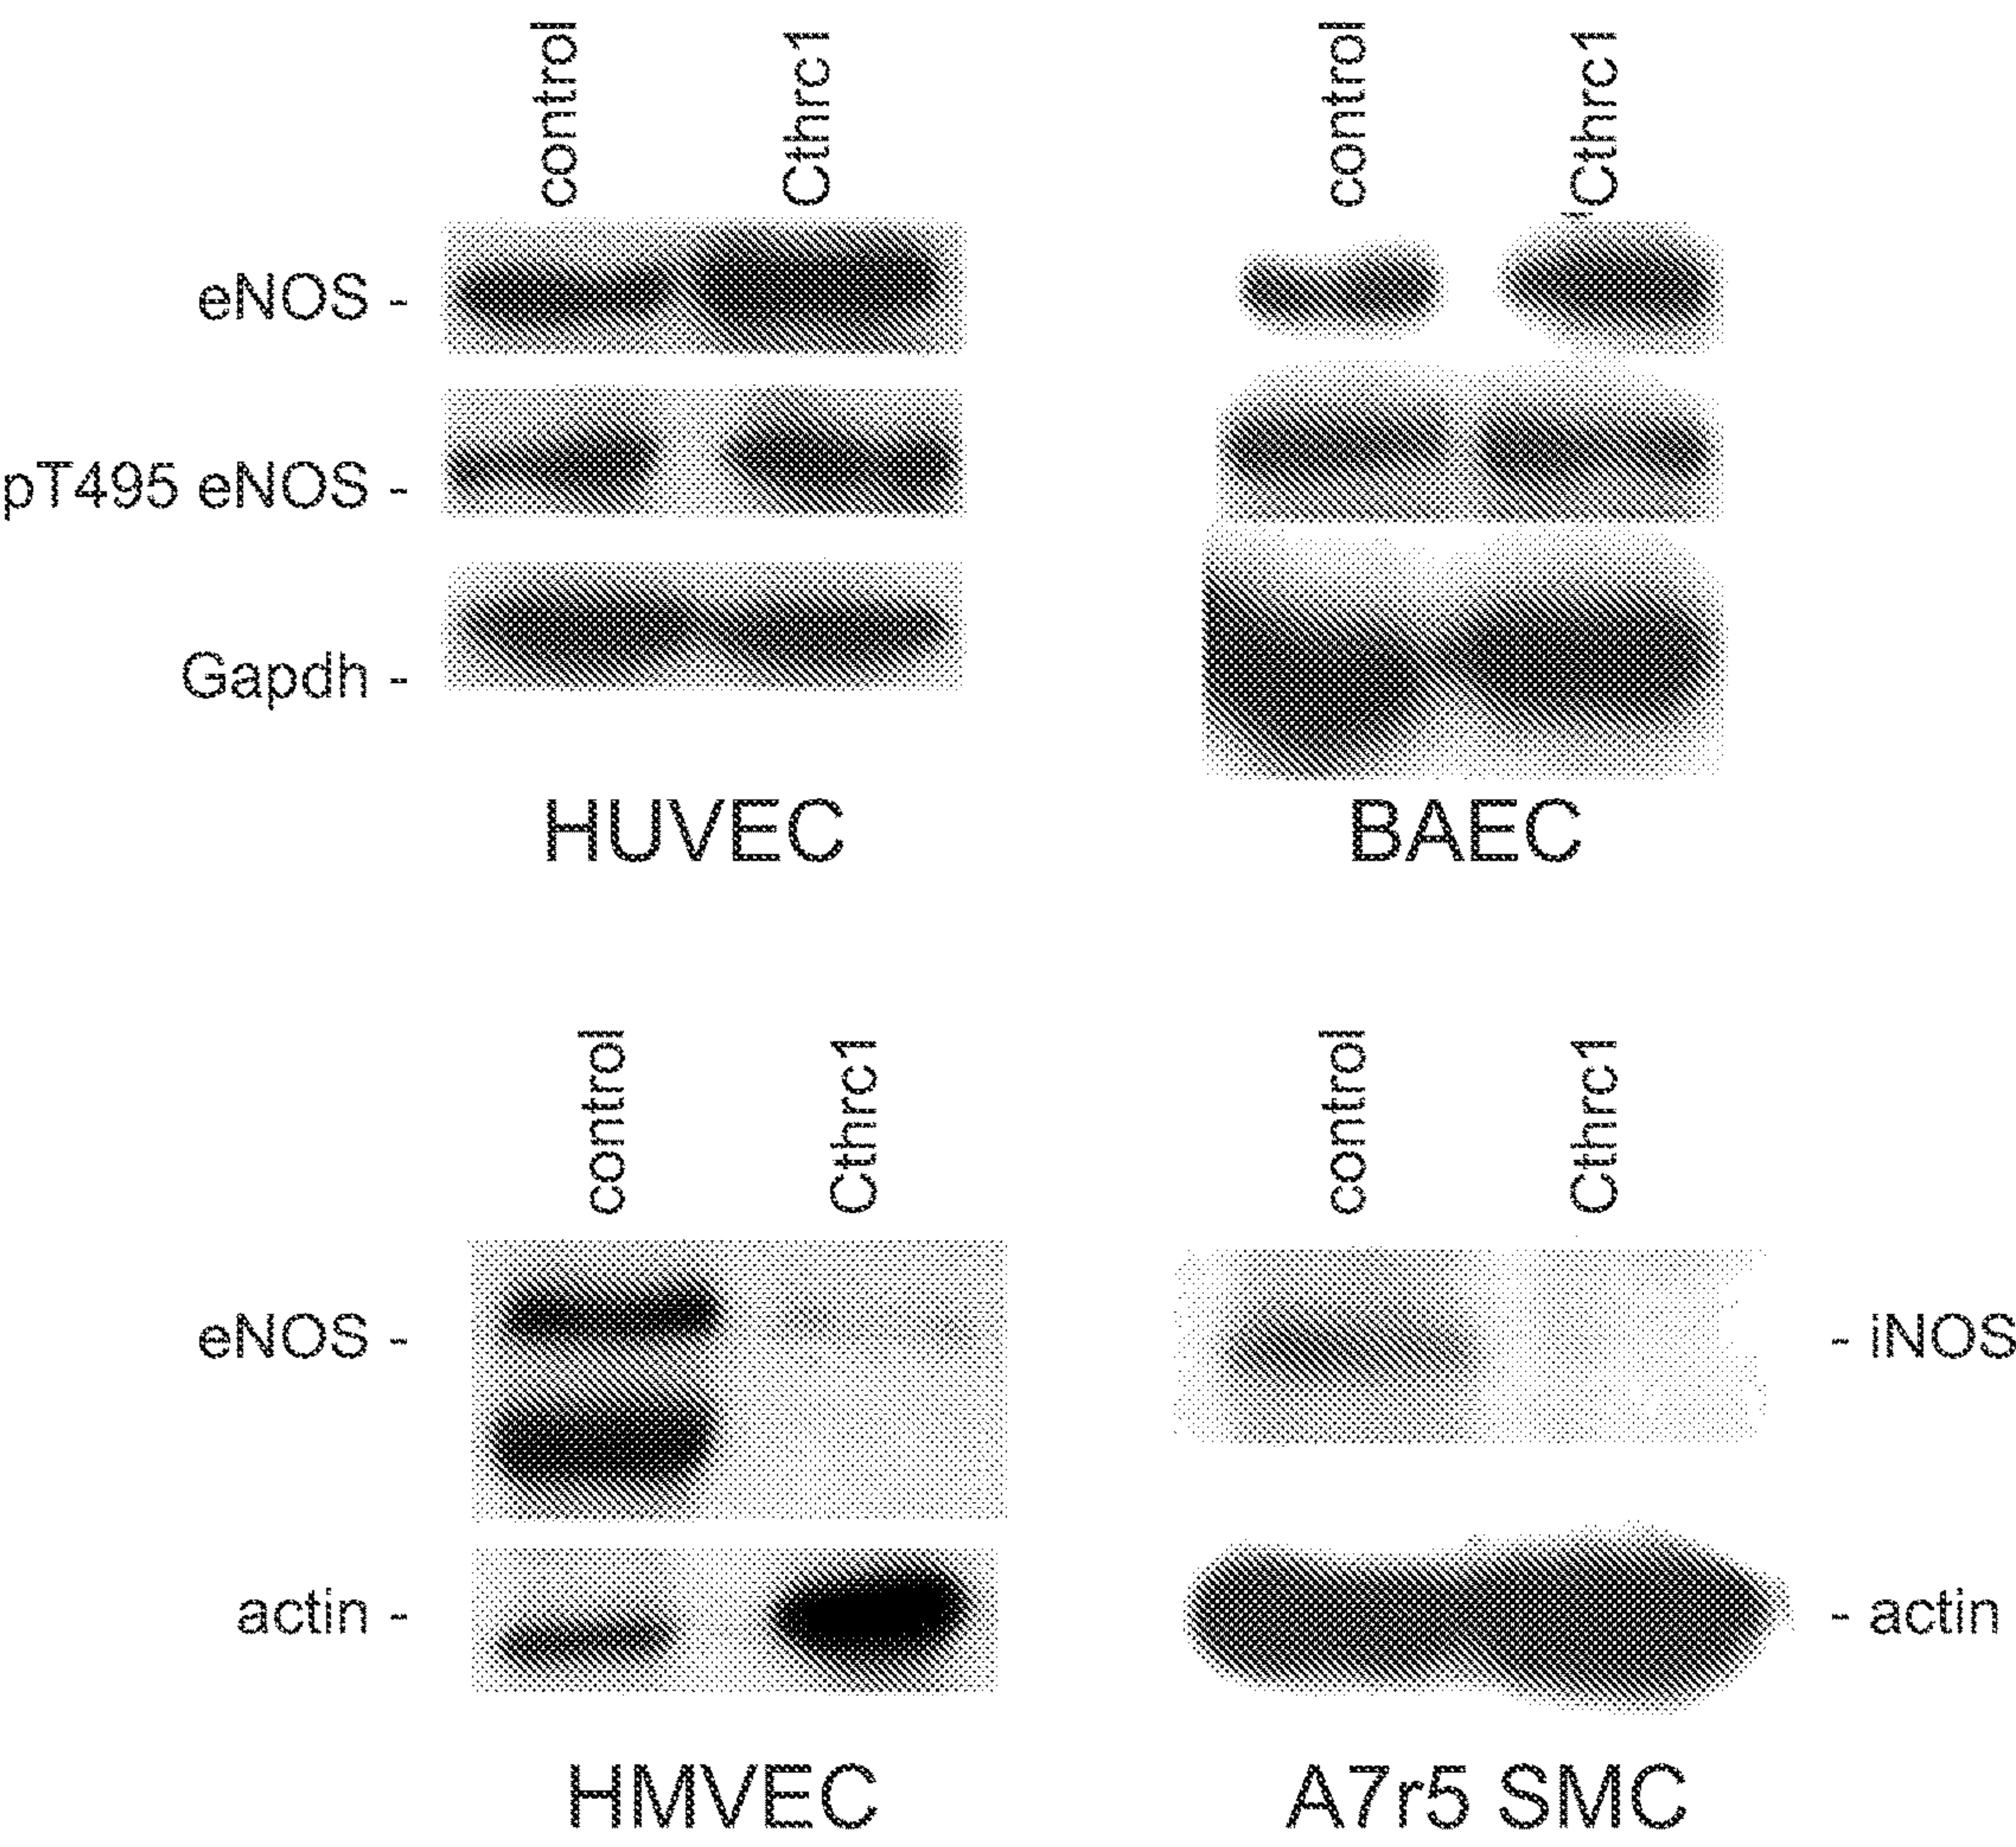 control
Cthrc1
control
Cthrc1
eNOS -
pT495 eNOS -
Gapdh -
HUVEC
BAEC
control
Cthrc1
control
Cthrc1
eNOS -
- iNOS
actin -
- actin
HMVEC
A7r5 SMC